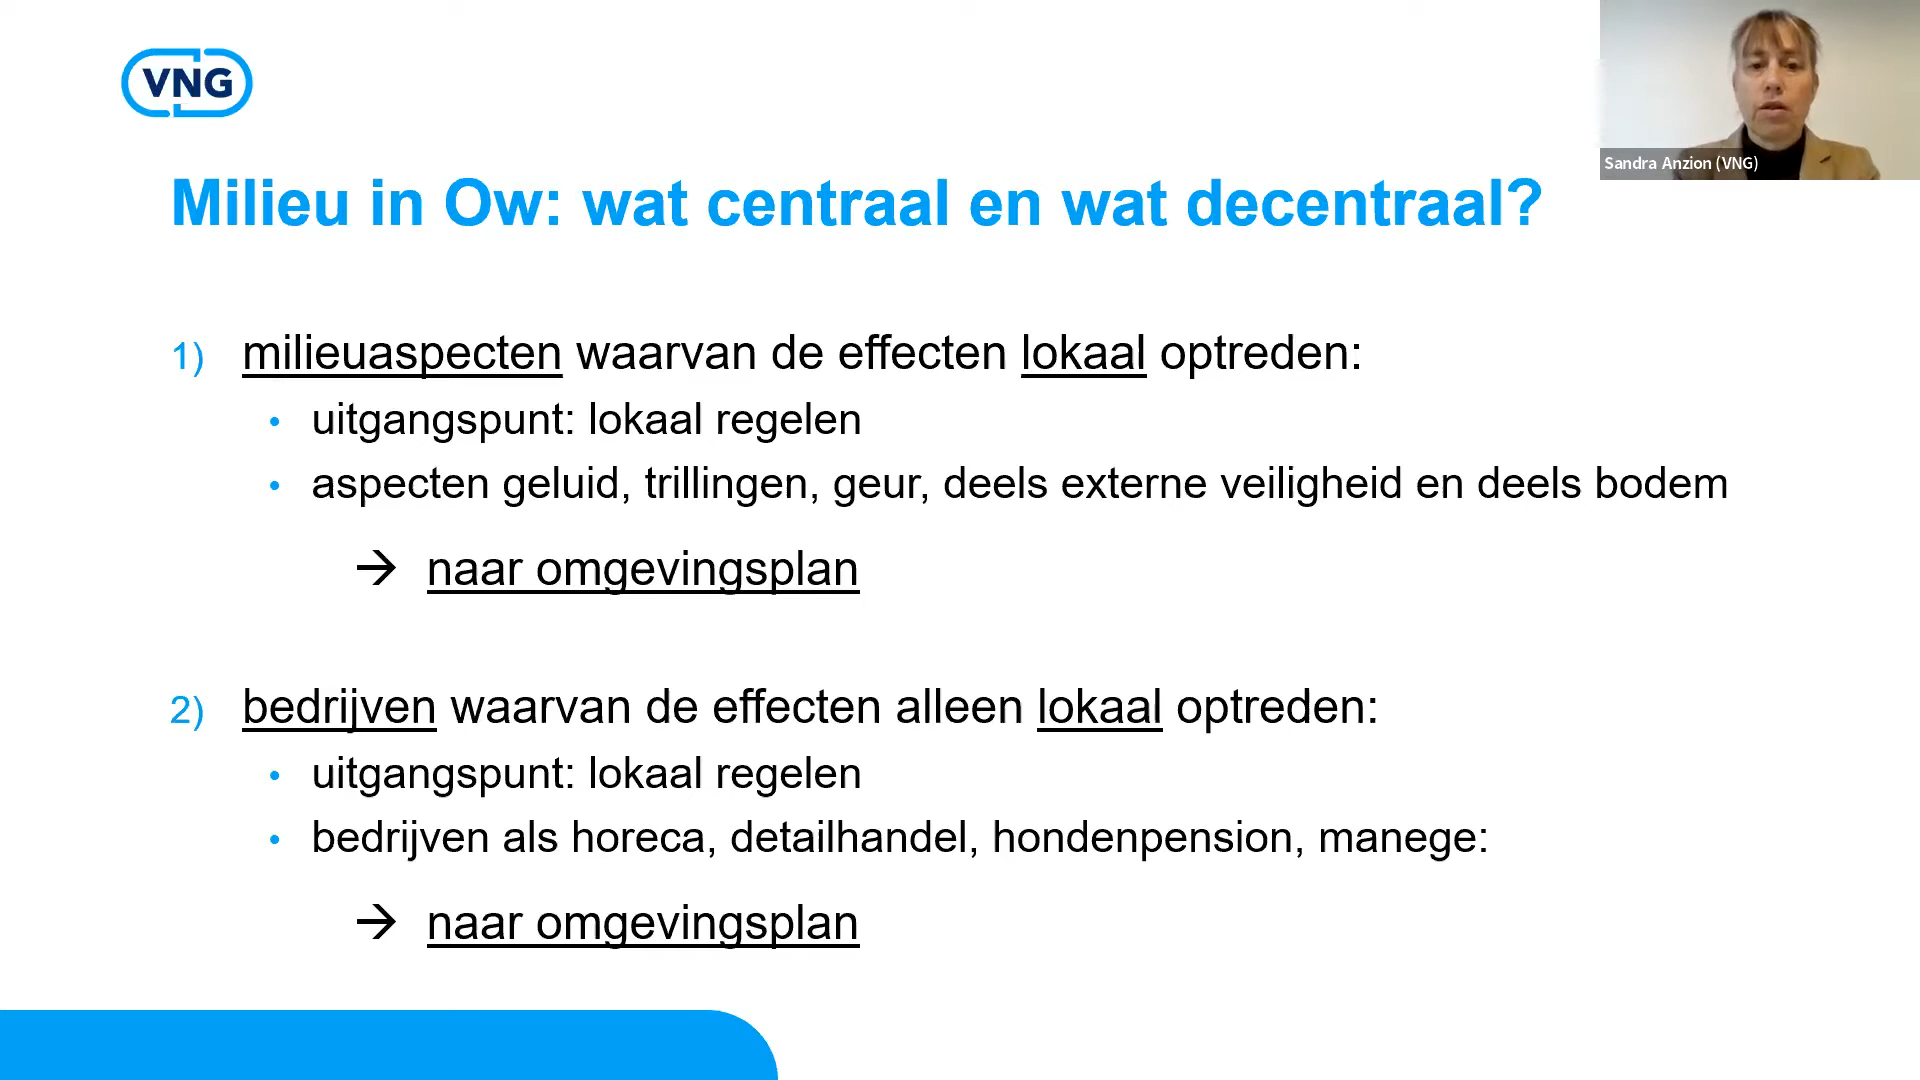 VNG
Sandra Anzion (VNG)
Milieu in Ow: wat centraal en wat decentraal?
1) milieuaspecten waarvan de effecten lokaal optreden:
• uitgangspunt: lokaal regelen
• aspecten geluid, trillingen, geur, deels externe veiligheid en deels bodem
→ naar omgevingsplan
2) bedrijven waarvan de effecten alleen lokaal optreden:
• uitgangspunt: lokaal regelen
• bedrijven als horeca, detailhandel, hondenpension, manege:
→ naar omgevingsplan